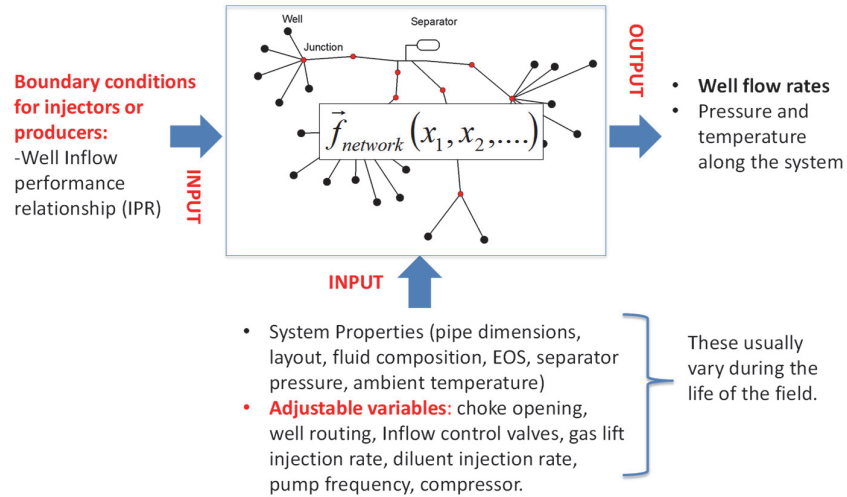 Well
Separator
Junction
Boundary conditions
for injectors or
producers:
-Well Inflow
performance
relationship (IPR)
INPUT
f network (x1, x2,....)
OUTPUT
• Well flow rates
• Pressure and
temperature
along the system
INPUT
• System Properties (pipe dimensions,
layout, fluid composition, EOS, separator
pressure, ambient temperature)
• Adjustable variables: choke opening,
well routing, Inflow control valves, gas lift
injection rate, diluent injection rate,
pump frequency, compressor.
These usually
vary during the
life of the field.